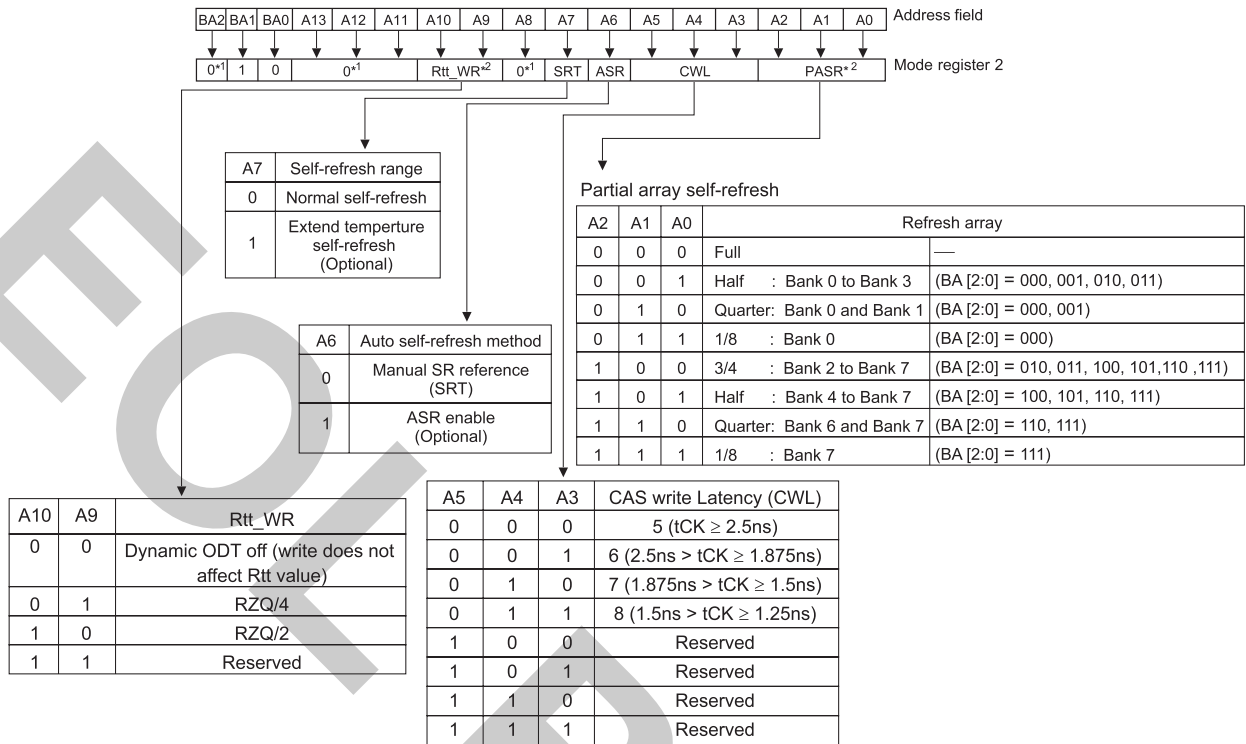 BA2 BA1 BA0 A13 A12 A11 A10 A9 A8 A7 A6 A5 A4 A3 A2 A1 A0 Address field
0*1 1 0 0*1 Rtt_WR*2 0*1 SRT ASR CWL PASR*2 Mode register 2
A7 Self-refresh range
0 Normal self-refresh
1 Extend temperture
self-refresh
(Optional)
Partial array self-refresh
A2 A1 A0 Refresh array
0 0 0 Full —
0 0 1 Half : Bank 0 to Bank 3 (BA [2:0] = 000, 001, 010, 011)
0 1 0 Quarter: Bank 0 and Bank 1 (BA [2:0] = 000, 001)
0 1 1 1/8 : Bank 0 (BA [2:0] = 000)
1 0 0 3/4 : Bank 2 to Bank 7 (BA [2:0] = 010, 011, 100, 101,110 ,111)
1 0 1 Half : Bank 4 to Bank 7 (BA [2:0] = 100, 101, 110, 111)
1 1 0 Quarter: Bank 6 and Bank 7 (BA [2:0] = 110, 111)
1 1 1 1/8 : Bank 7 (BA [2:0] = 111)
A6 Auto self-refresh method
0 Manual SR reference
(SRT)
1 ASR enable
(Optional)
A10 A9 Rtt_WR
0 0 Dynamic ODT off (write does not
affect Rtt value)
0 1 RZQ/4
1 0 RZQ/2
1 1 Reserved
A5 A4 A3 CAS write Latency (CWL)
0 0 0 5 (tCK ≥ 2.5ns)
0 0 1 6 (2.5ns > tCK ≥ 1.875ns)
0 1 0 7 (1.875ns > tCK ≥ 1.5ns)
0 1 1 8 (1.5ns > tCK ≥ 1.25ns)
1 0 0 Reserved
1 0 1 Reserved
1 1 0 Reserved
1 1 1 Reserved
EOL